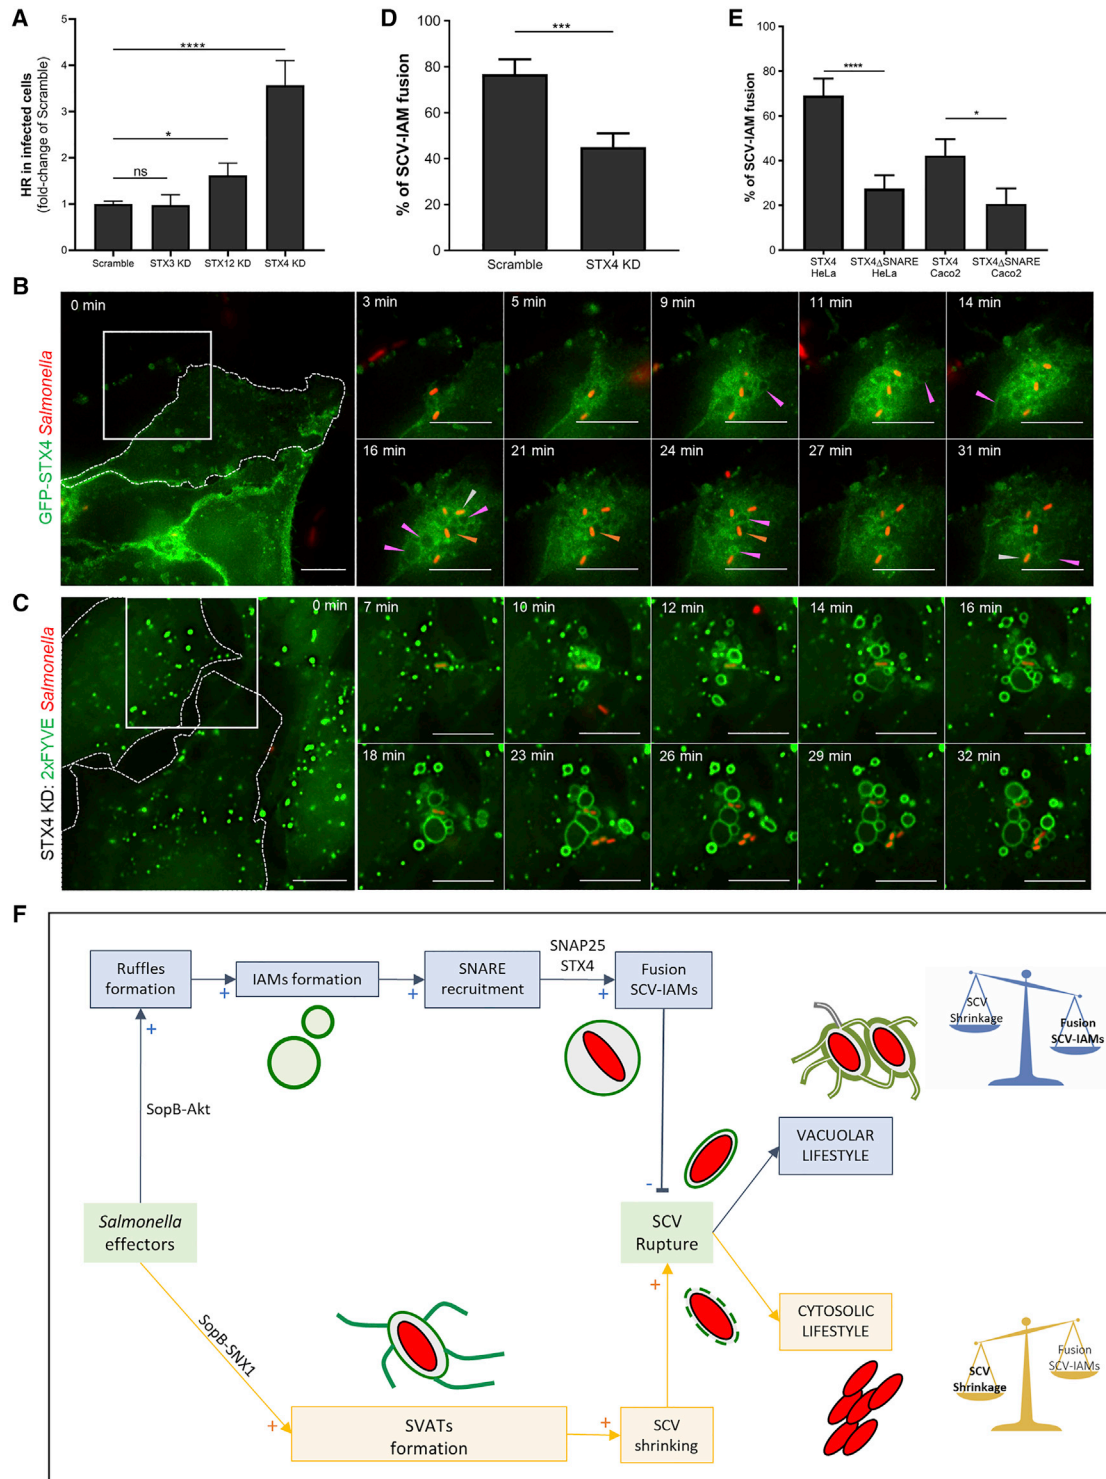 A
HR in infected cells
(fold-change of Scramble)
5
4
3
2
1
0
****
*
ns
Scramble
STX3 KD
STX12 KD
STX4 KD
D
% of SCV-IAM fusion
100
80
60
40
20
0
***
Scramble
STX4 KD
E
% of SCV-IAM fusion
100
80
60
40
20
0
****
*
STX4
HeLa
STX4ΔSNARE
HeLa
STX4
Caco2
STX4ΔSNARE
Caco2
B
GFP-STX4 Salmonella
0 min
3 min
5 min
9 min
11 min
14 min
16 min
21 min
24 min
27 min
31 min
C
STX4 KD: 2xFYVE Salmonella
0 min
7 min
10 min
12 min
14 min
16 min
18 min
23 min
26 min
29 min
32 min
F
Ruffles
formation
+
IAMs formation
+
SNARE
recruitment
SNAP25
STX4
+
Fusion
SCV-IAMs
+
SopB-Akt
SCV
Shrinkage
Fusion
SCV-IAMs
VACUOLAR
LIFESTYLE
-
Salmonella
effectors
SCV
Rupture
+
SopB-SNX1
CYTOSOLIC
LIFESTYLE
SCV
Shrinkage
Fusion
SCV-IAMs
+
SVATs
formation
+
SCV
shrinking